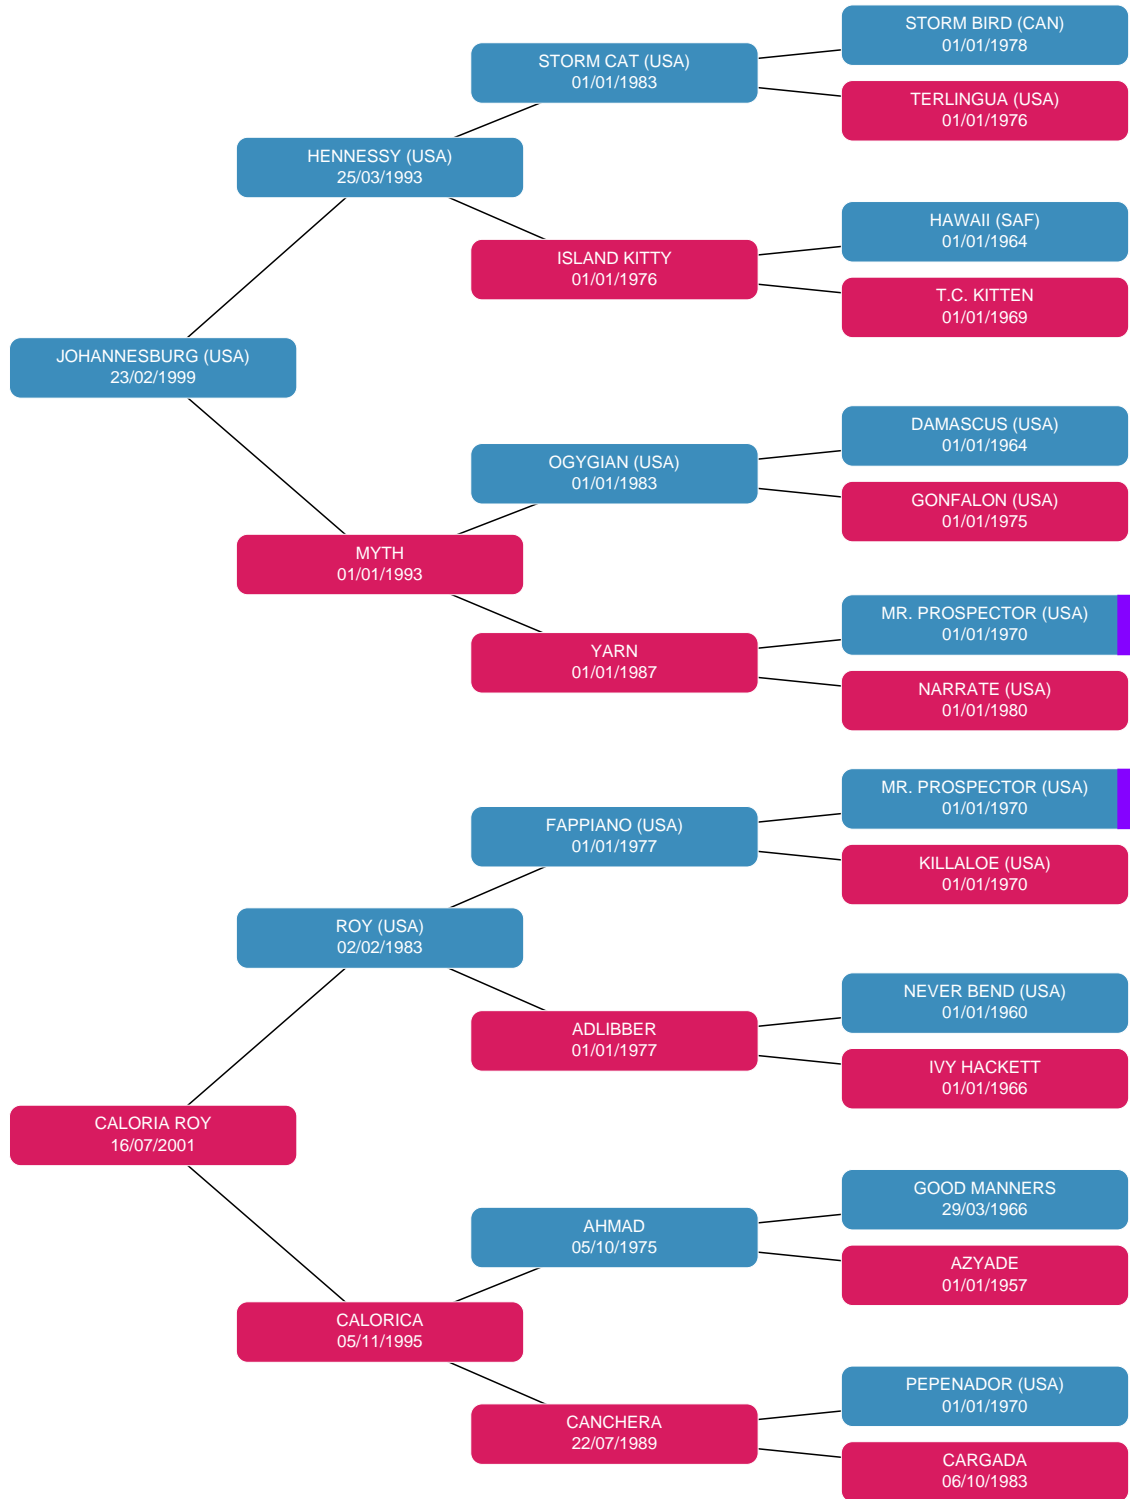 STORM BIRD (CAN)
01/01/1978
STORM CAT (USA)
01/01/1983
TERLINGUA (USA)
01/01/1976
HENNESSY (USA)
25/03/1993
HAWAII (SAF)
01/01/1964
ISLAND KITTY
01/01/1976
T.C. KITTEN
01/01/1969
JOHANNESBURG (USA)
23/02/1999
DAMASCUS (USA)
01/01/1964
OGYGIAN (USA)
01/01/1983
GONFALON (USA)
01/01/1975
MYTH
01/01/1993
MR. PROSPECTOR (USA)
01/01/1970
YARN
01/01/1987
NARRATE (USA)
01/01/1980
MR. PROSPECTOR (USA)
01/01/1970
FAPPIANO (USA)
01/01/1977
KILLALOE (USA)
01/01/1970
ROY (USA)
02/02/1983
NEVER BEND (USA)
01/01/1960
ADLIBBER
01/01/1977
IVY HACKETT
01/01/1966
CALORIA ROY
16/07/2001
GOOD MANNERS
29/03/1966
AHMAD
05/10/1975
AZYADE
01/01/1957
CALORICA
05/11/1995
PEPENADOR (USA)
01/01/1970
CANCHERA
22/07/1989
CARGADA
06/10/1983